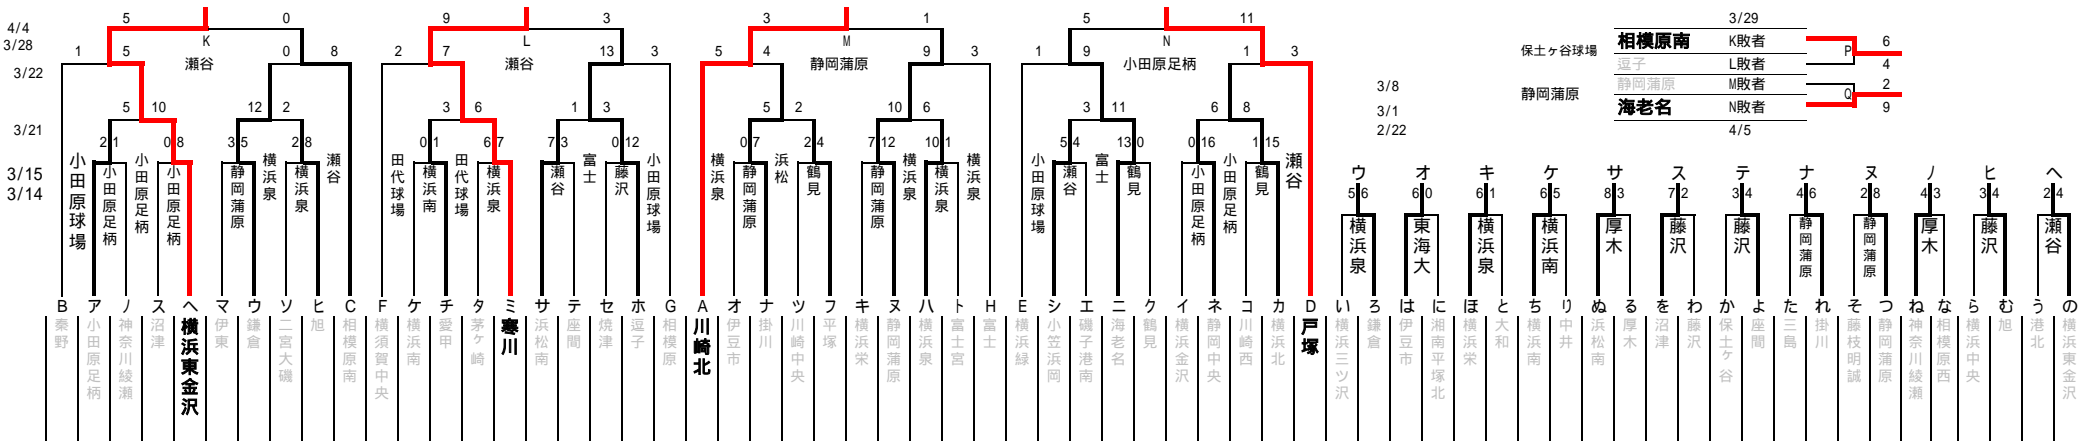 5 0 9 3 3 1 5 11 3/29
4/4 K L M N 相模原南 K敗者 6
3/28 1 5 0 8 2 7 13 3 5 4 9 3 1 9 1 3 保土ヶ谷球場 P
瀬谷 瀬谷 静岡蒲原 小田原足柄 逗子 L敗者 4
3/22 3/8 静岡蒲原 M敗者 2
静岡蒲原 Q
3/1 海老名 N敗者 9
5 10 12 2 3 6 1 3 5 2 10 6 3 11 6 8
3/21 2/22 4/5
2 1 0 8 3 5 2 8 0 1 6 7 7 3 0 12 0 7 2 4 7 12 10 1 5 4 13 0 0 16 1 15
3/15
3/14
小田原球場 小田原足柄 小田原足柄 小田原足柄 静岡蒲原 横浜泉 横浜泉 瀬谷
田代球場 横浜南 田代球場 横浜泉 瀬谷 富士 藤沢 小田原球場
横浜泉 静岡蒲原 浜松 鶴見 静岡蒲原 横浜泉 横浜泉 横浜泉
小田原球場 瀬谷 富士 鶴見 小田原足柄 小田原足柄 鶴見 瀬谷
ウ オ キ ケ サ ス テ ナ ヌ ノ ヒ ヘ
5 6 6 0 6 1 6 5 8 3 7 2 3 4 4 6 2 8 4 3 3 4 2 4
横浜泉 東海大 横浜泉 横浜南 厚木 藤沢 藤沢 静岡蒲原 静岡蒲原 厚木 藤沢 瀬谷
B ア ノ ス ヘ マ ウ ソ ヒ C F ケ チ タ ミ サ テ セ ホ G A オ ナ ツ フ キ ヌ ハ ト H E シ エ ニ ク イ ネ コ カ D い ろ は に ほ と ち り ぬ る を わ か よ た れ そ つ ね な ら む う の
秦野
小田原足柄
神奈川綾瀬
沼津
横浜東金沢
伊東
鎌倉
二宮大磯
旭
相模原南
横須賀中央
横浜南
愛甲
茅ヶ崎
寒川
浜松南
座間
焼津
逗子
相模原
川崎北
伊豆市
掛川
川崎中央
平塚
横浜栄
静岡蒲原
横浜泉
富士宮
富士
横浜緑
小笠浜岡
磯子港南
海老名
鶴見
横浜金沢
静岡中央
川崎西
横浜北
戸塚
横浜三ツ沢
鎌倉
伊豆市
湘南平塚北
横浜栄
大和
横浜南
中井
浜松南
厚木
沼津
藤沢
保土ケ谷
座間
三島
掛川
藤枝明誠
静岡蒲原
神奈川綾瀬
相模原西
横浜中央
旭
港北
横浜東金沢